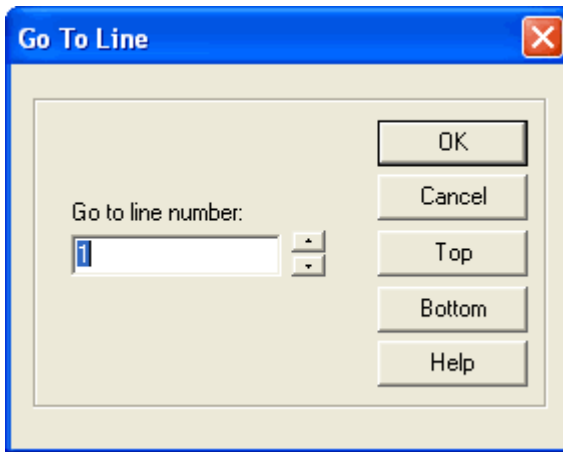 Go To Line
Go to line number:
1
OK
Cancel
Top
Bottom
Help